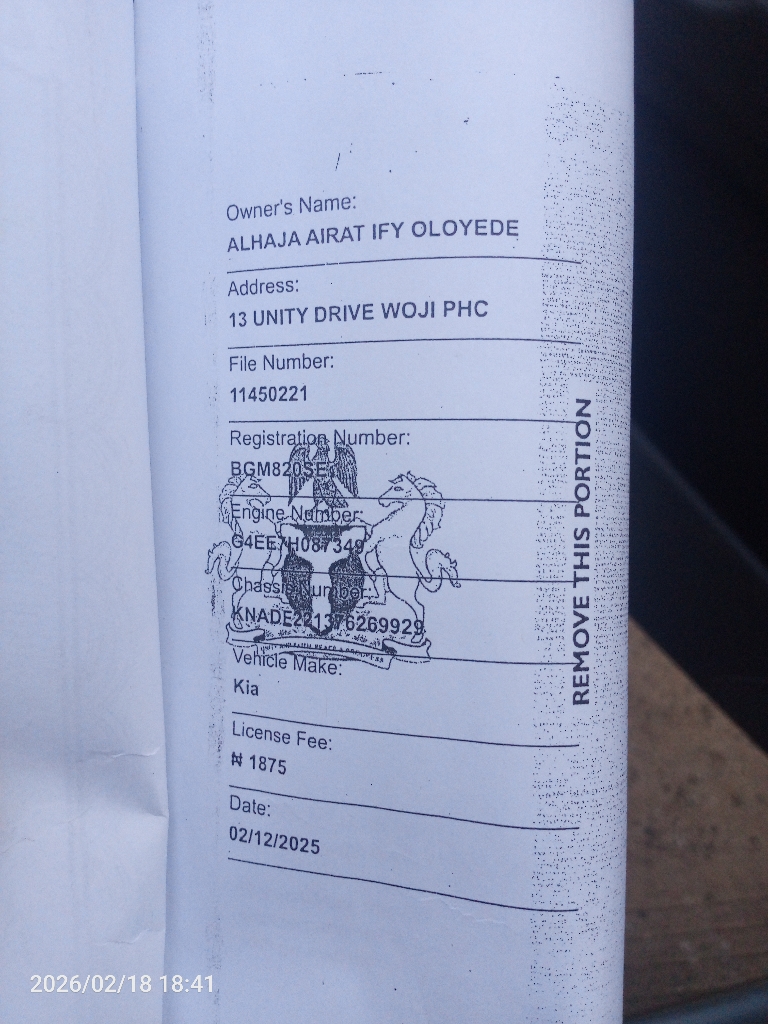 Owner's Name:
ALHAJA AIRAT IFY OLOYEDE
Address:
13 UNITY DRIVE WOJI PHC
File Number:
11450221
Registration Number:
BGM820SE
Engine Number:
G4EE7H087349
Chassis Number:
KNADE221376269929
Vehicle Make:
Kia
License Fee:
₦ 1875
Date:
02/12/2025
REMOVE THIS PORTION
2026/02/18 18:41